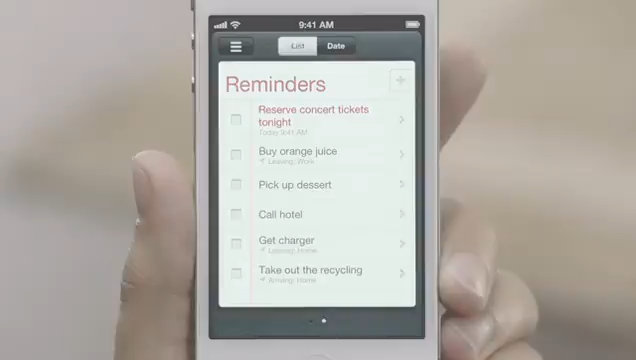 9:41 AM
List Date
Reminders
Reserve concert tickets
tonight
Today 9:41 AM
Buy orange juice
Leaving: Work
Pick up dessert
Call hotel
Get charger
Leaving: Home
Take out the recycling
Arriving: Home